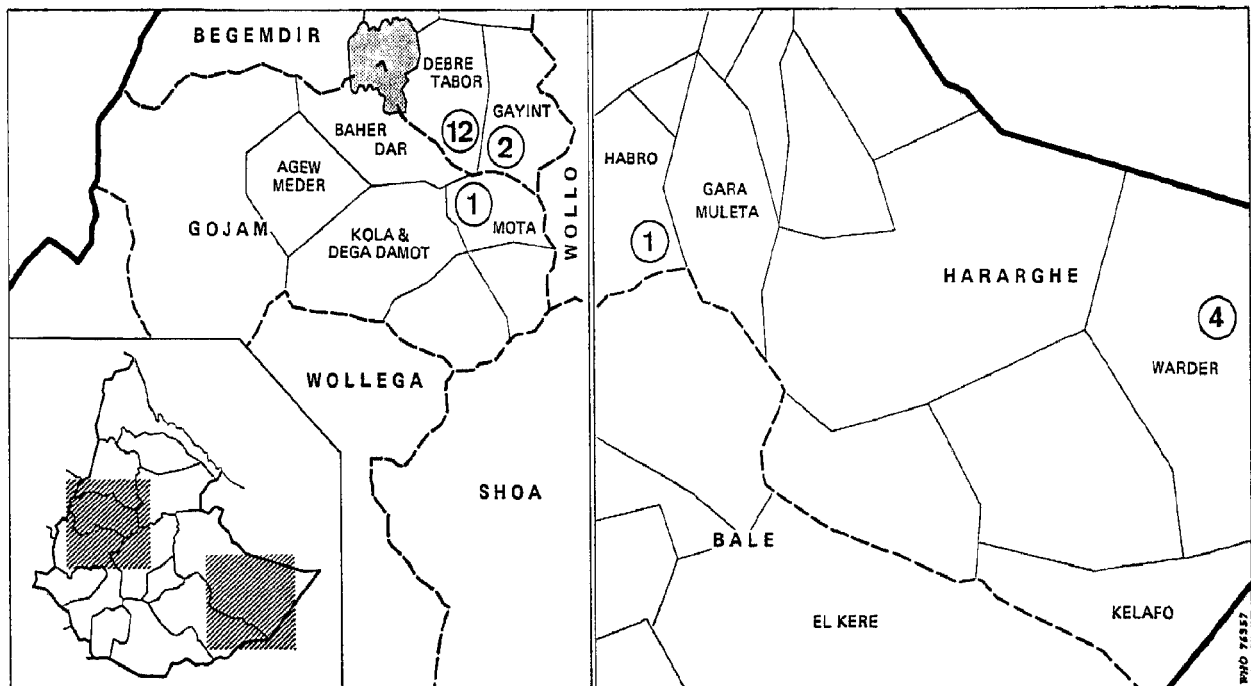 BEGEMDIR
DEBRE
TABOR
GAYINT
12
2
BAHER
DAR
AGEW
MEDER
1
MOTA
WOLLO
GOJAM
KOLA &
DEGA DAMOT
WOLLEGA
SHOA
HABRO
GARA
MULETA
1
HARARGHE
4
WARDER
BALE
EL KERE
KELAFO
WHO 76357